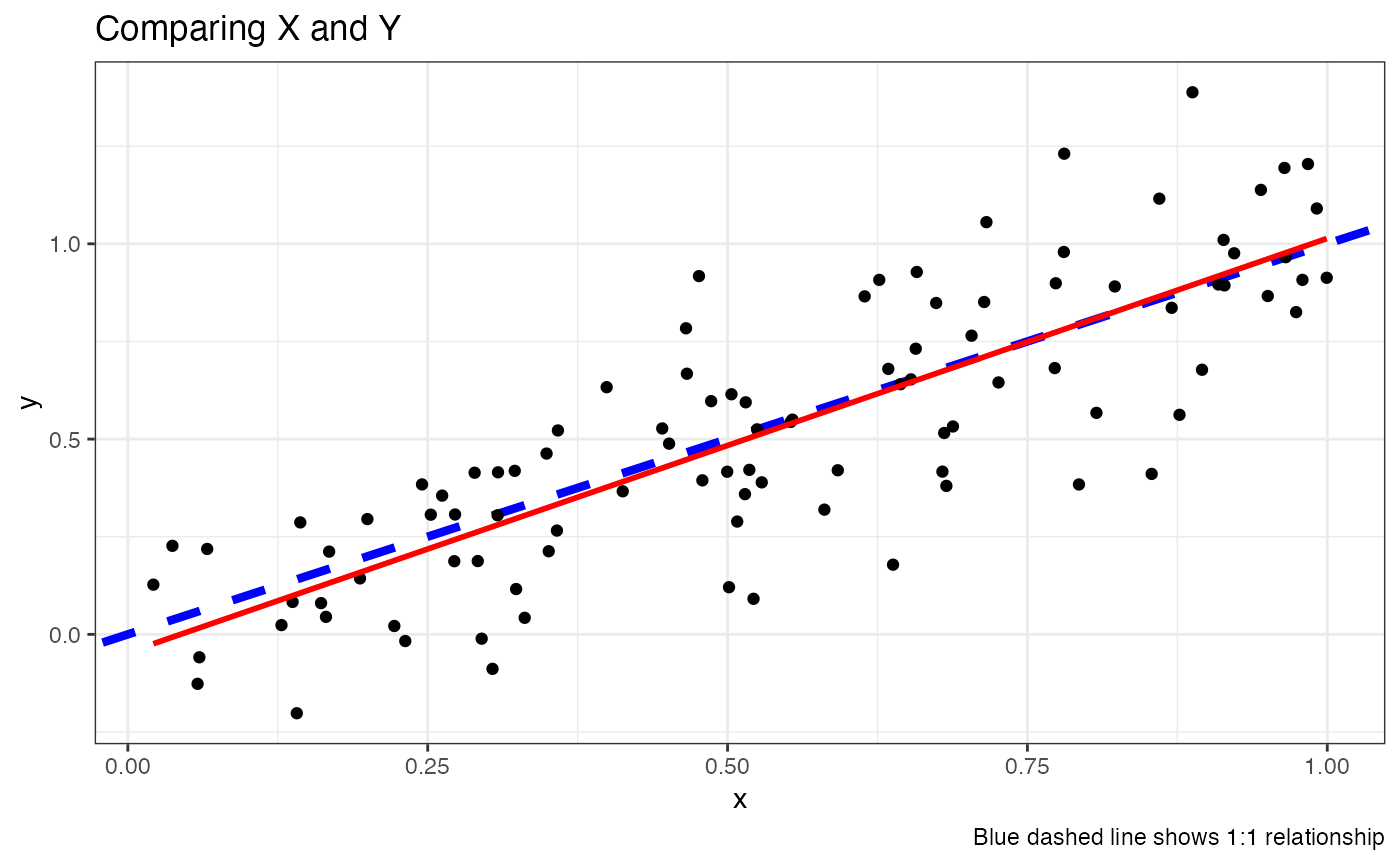 Comparing X and Y
1.0
0.5
0.0
y
0.00 0.25 0.50 0.75 1.00
x
Blue dashed line shows 1:1 relationship